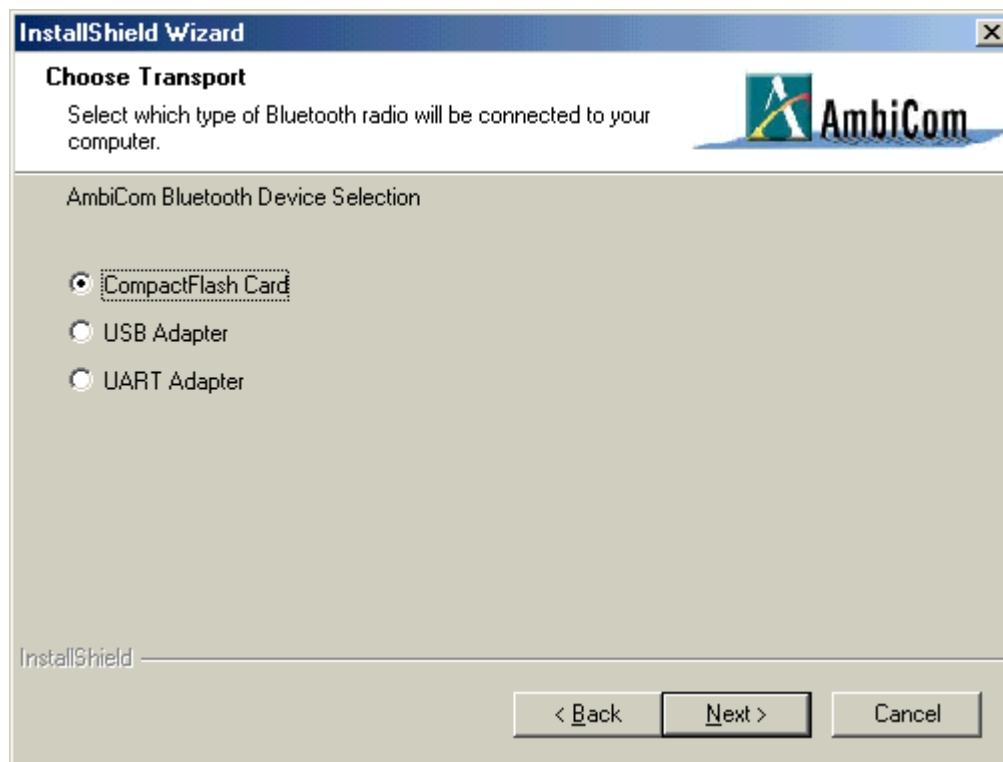 InstallShield Wizard
Choose Transport
Select which type of Bluetooth radio will be connected to your
computer.
AmbiCom
AmbiCom Bluetooth Device Selection
CompactFlash Card
USB Adapter
UART Adapter
InstallShield
< Back
Next >
Cancel